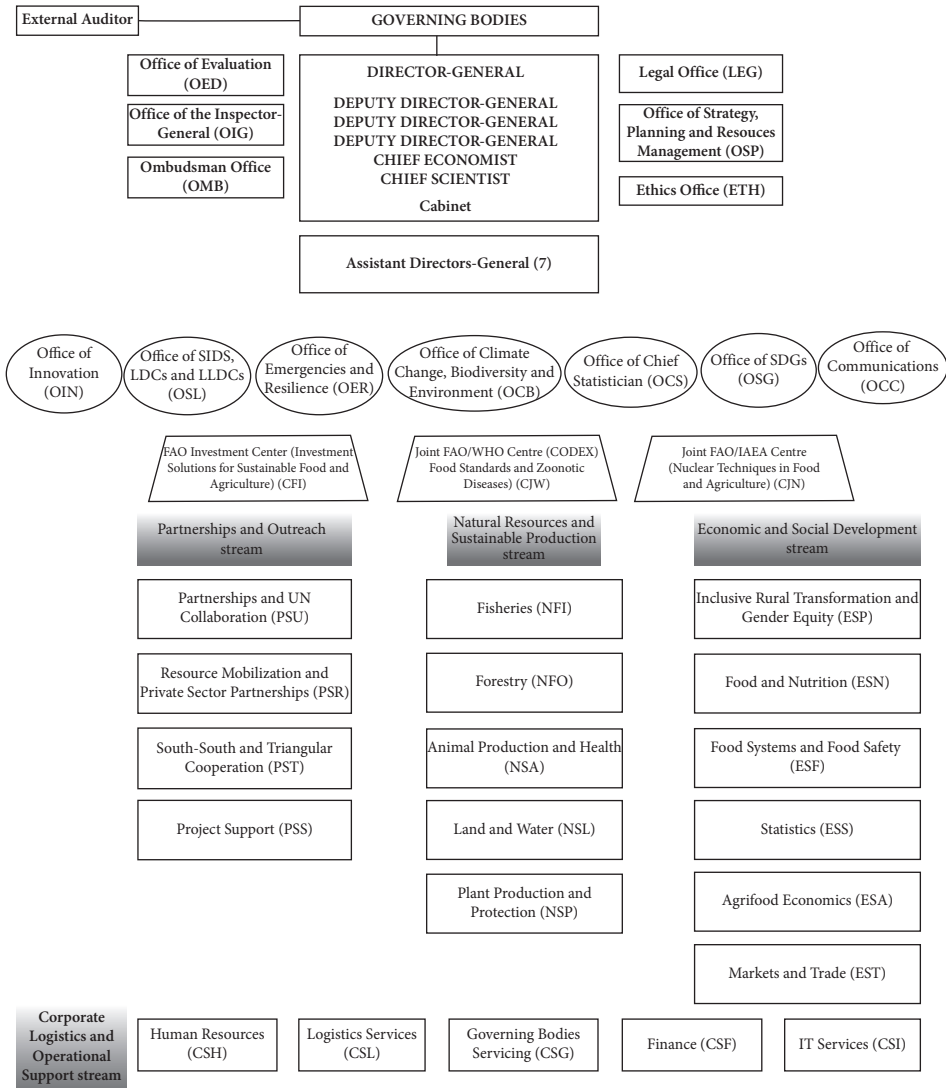 External Auditor
GOVERNING BODIES
Office of Evaluation
(OED)
Office of the Inspector-
General (OIG)
Ombudsman Office
(OMB)
DIRECTOR-GENERAL
DEPUTY DIRECTOR-GENERAL
DEPUTY DIRECTOR-GENERAL
DEPUTY DIRECTOR-GENERAL
CHIEF ECONOMIST
CHIEF SCIENTIST
Cabinet
Legal Office (LEG)
Office of Strategy,
Planning and Resouces
Management (OSP)
Ethics Office (ETH)
Assistant Directors-General (7)
Office of
Innovation
(OIN)
Office of SIDS,
LDCs and LLDCs
(OSL)
Office of
Emergencies and
Resilience (OER)
Office of Climate
Change, Biodiversity and
Environment (OCB)
Office of Chief
Statistician (OCS)
Office of SDGs
(OSG)
Office of
Communications
(OCC)
FAO Investment Center (Investment
Solutions for Sustainable Food and
Agriculture) (CFI)
Joint FAO/WHO Centre (CODEX)
Food Standards and Zoonotic
Diseases) (CJW)
Joint FAO/IAEA Centre
(Nuclear Techniques in Food
and Agriculture) (CJN)
Partnerships and Outreach
stream
Partnerships and UN
Collaboration (PSU)
Resource Mobilization and
Private Sector Partnerships (PSR)
South-South and Triangular
Cooperation (PST)
Project Support (PSS)
Natural Resources and
Sustainable Production
stream
Fisheries (NFI)
Forestry (NFO)
Animal Production and Health
(NSA)
Land and Water (NSL)
Plant Production and
Protection (NSP)
Economic and Social Development
stream
Inclusive Rural Transformation and
Gender Equity (ESP)
Food and Nutrition (ESN)
Food Systems and Food Safety
(ESF)
Statistics (ESS)
Agrifood Economics (ESA)
Markets and Trade (EST)
Corporate
Logistics and
Operational
Support stream
Human Resources
(CSH)
Logistics Services
(CSL)
Governing Bodies
Servicing (CSG)
Finance (CSF)
IT Services (CSI)